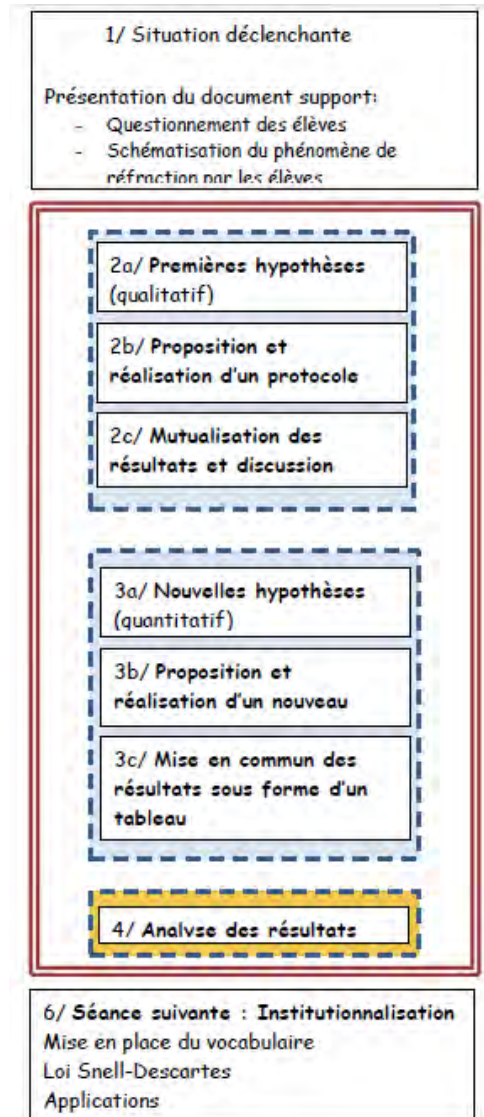 1/ Situation déclenchante
Présentation du document support:
- Questionnement des élèves
- Schématisation du phénomène de
réfraction par les élèves
2a/ Premières hypothèses
(qualitatif)
2b/ Proposition et
réalisation d'un protocole
2c/ Mutualisation des
résultats et discussion
3a/ Nouvelles hypothèses
(quantitatif)
3b/ Proposition et
réalisation d'un nouveau
3c/ Mise en commun des
résultats sous forme d'un
tableau
4/ Analyse des résultats
6/ Séance suivante : Institutionnalisation
Mise en place du vocabulaire
Loi Snell-Descartes
Applications